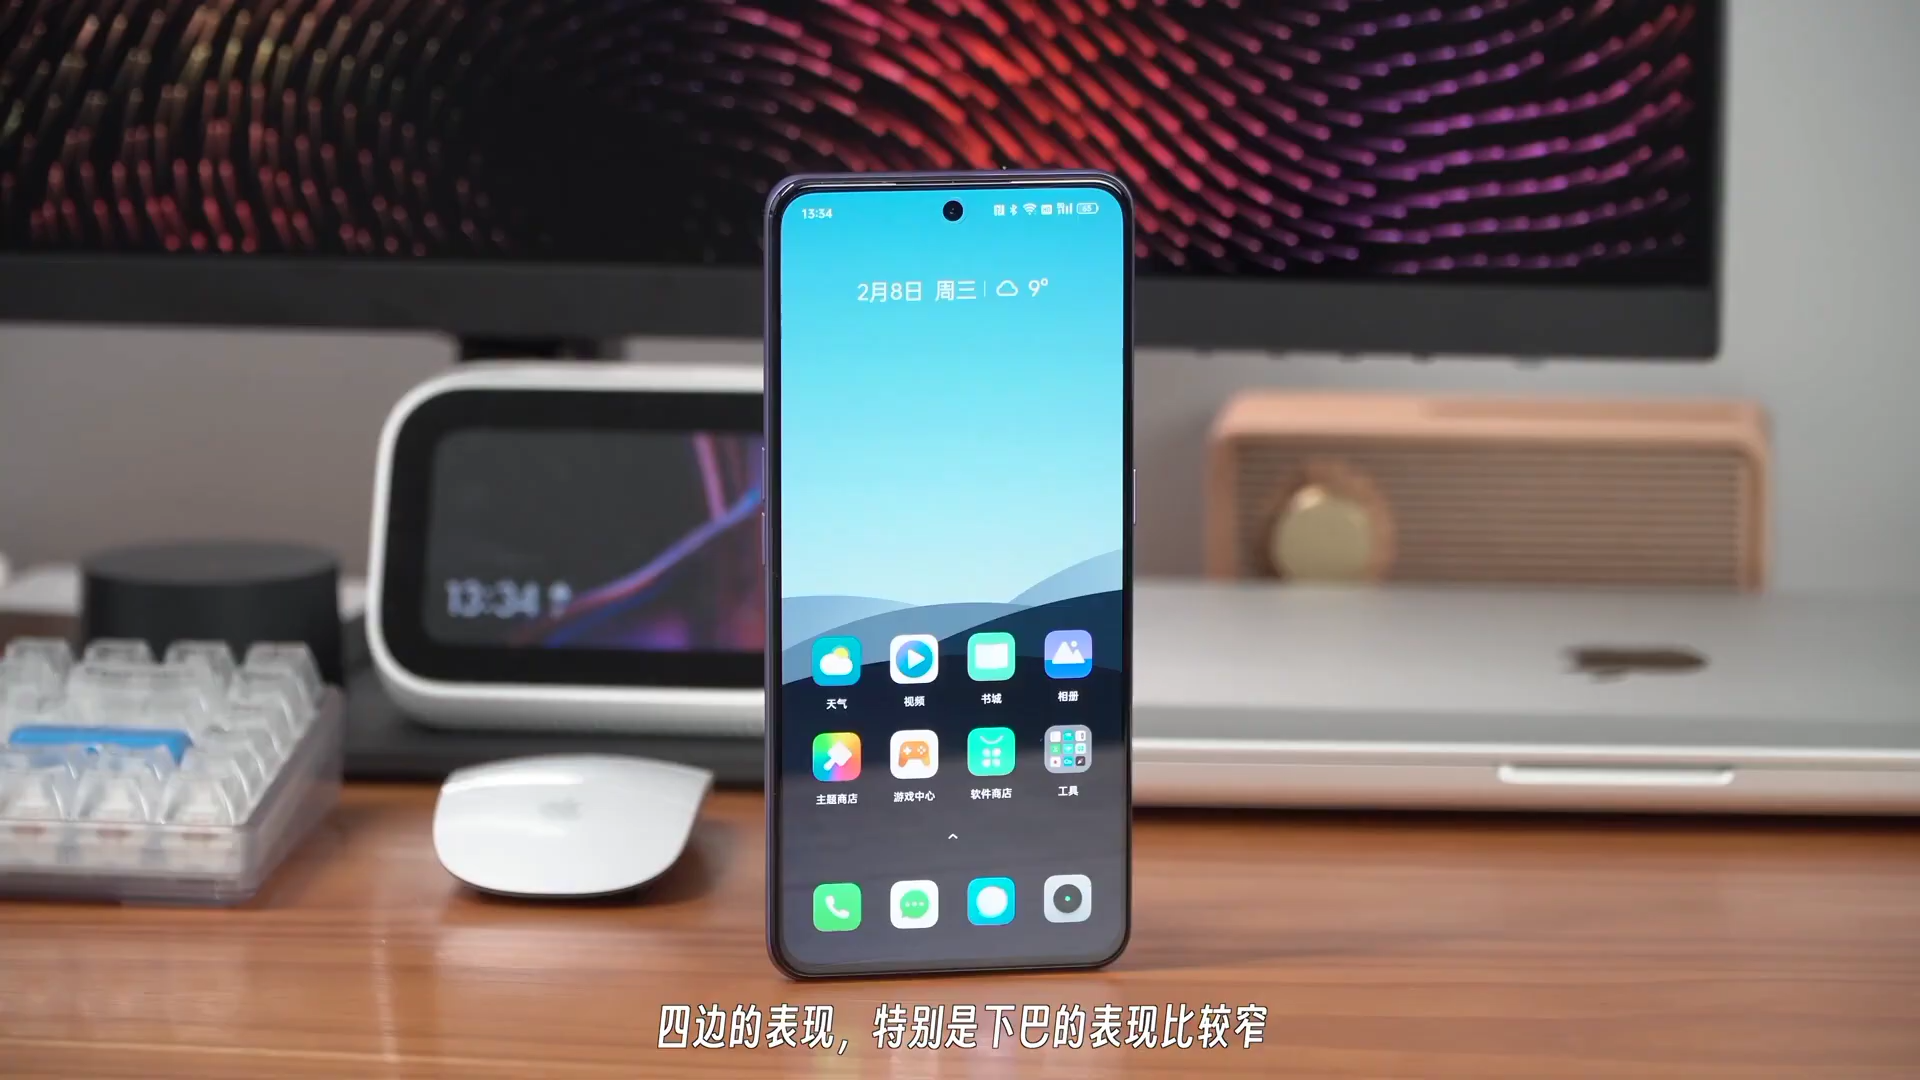 13:34
2月8日 周三 9°
13:34
天气 视频 书城 相册
主题商店 游戏中心 软件商店 工具
四边的表现，特别是下巴的表现比较窄